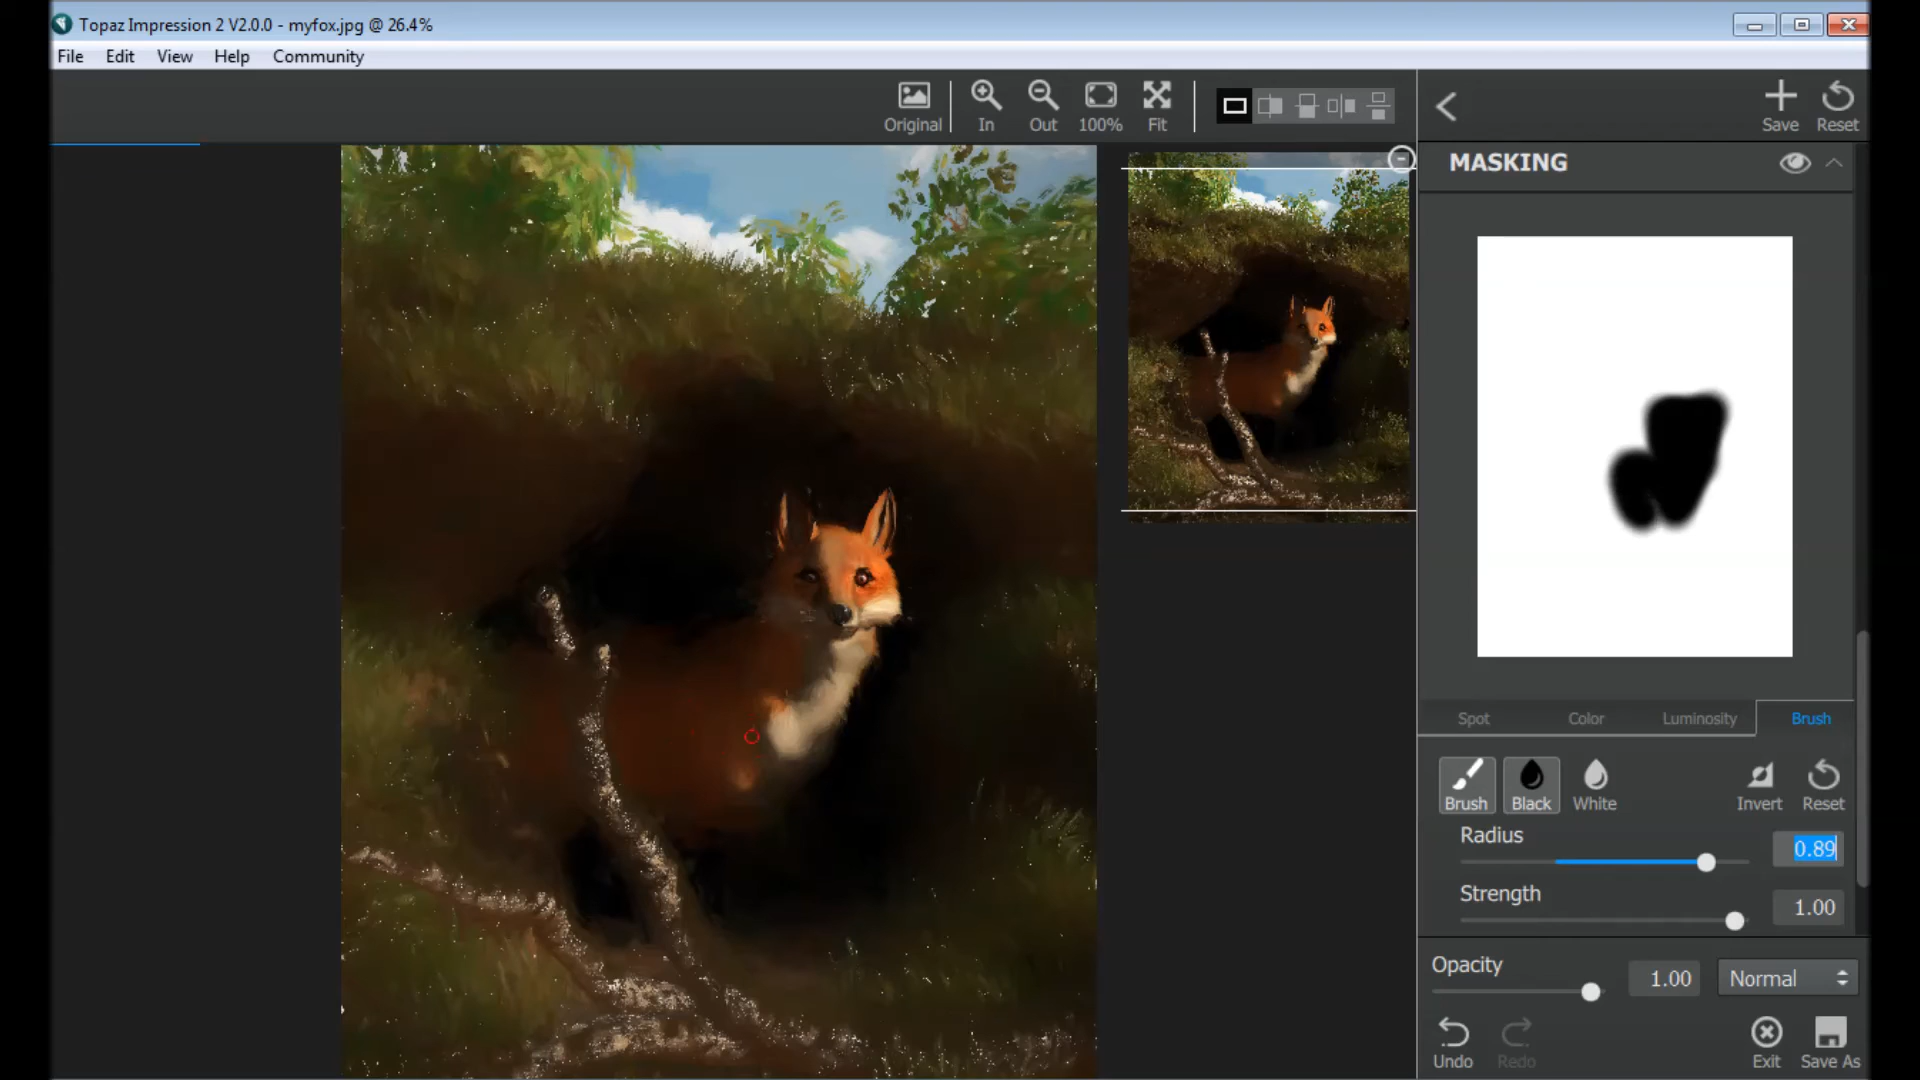 Topaz Impression 2 V2.0.0 - myfox.jpg @ 26.4%
File Edit View Help Community
Original In Out 100% Fit
Save Reset
MASKING
Spot Color Luminosity Brush
Brush Black White Invert Reset
Radius 0.89
Strength 1.00
Opacity 1.00 Normal
Undo Redo Exit Save As